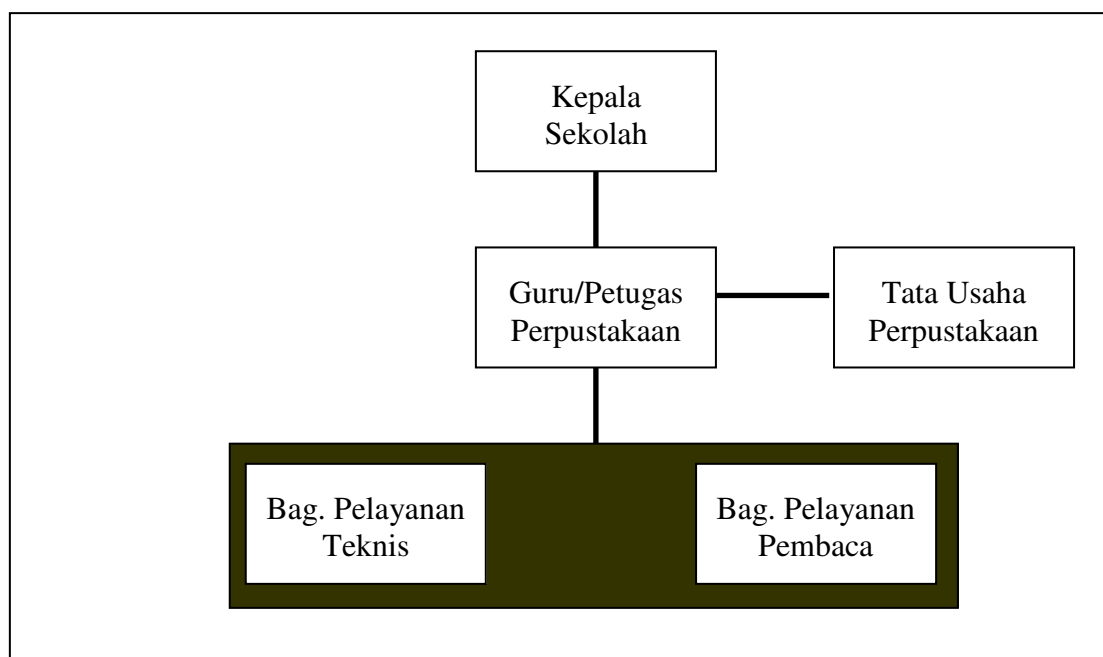 Kepala
Sekolah
Guru/Petugas
Perpustakaan
Tata Usaha
Perpustakaan
Bag. Pelayanan
Teknis
Bag. Pelayanan
Pembaca